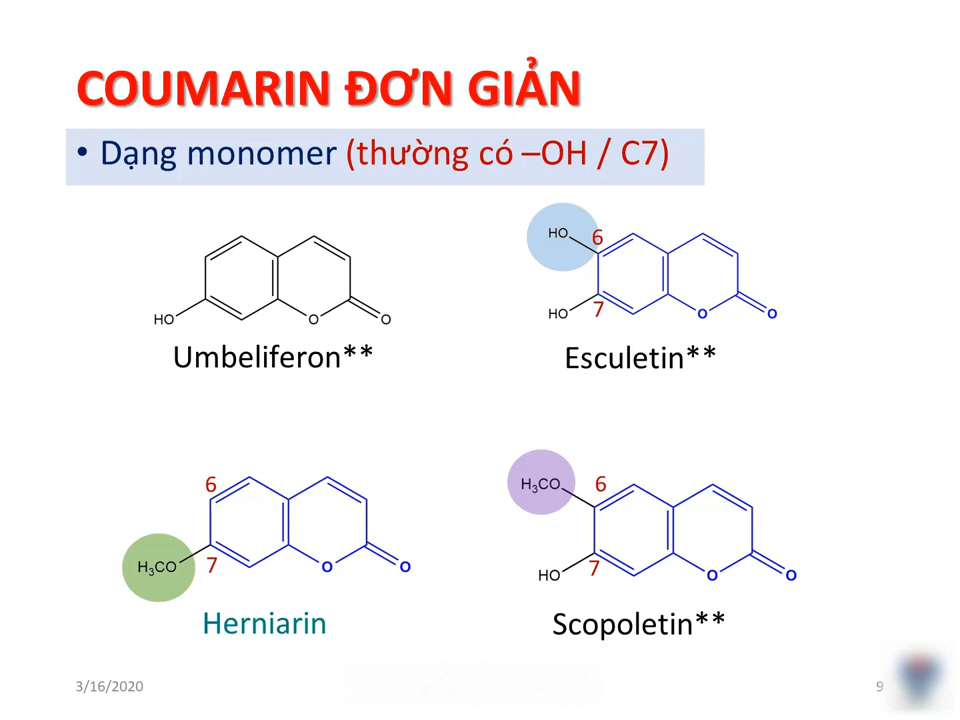 COUMARIN ĐƠN GIẢN
• Dạng monomer (thường có –OH / C7)
HO
O
O
Umbeliferon**
HO
6
HO
7
O
O
Esculetin**
6
H₃CO
7
O
O
Herniarin
H₃CO
6
HO
7
O
O
Scopoletin**
3/16/2020
9